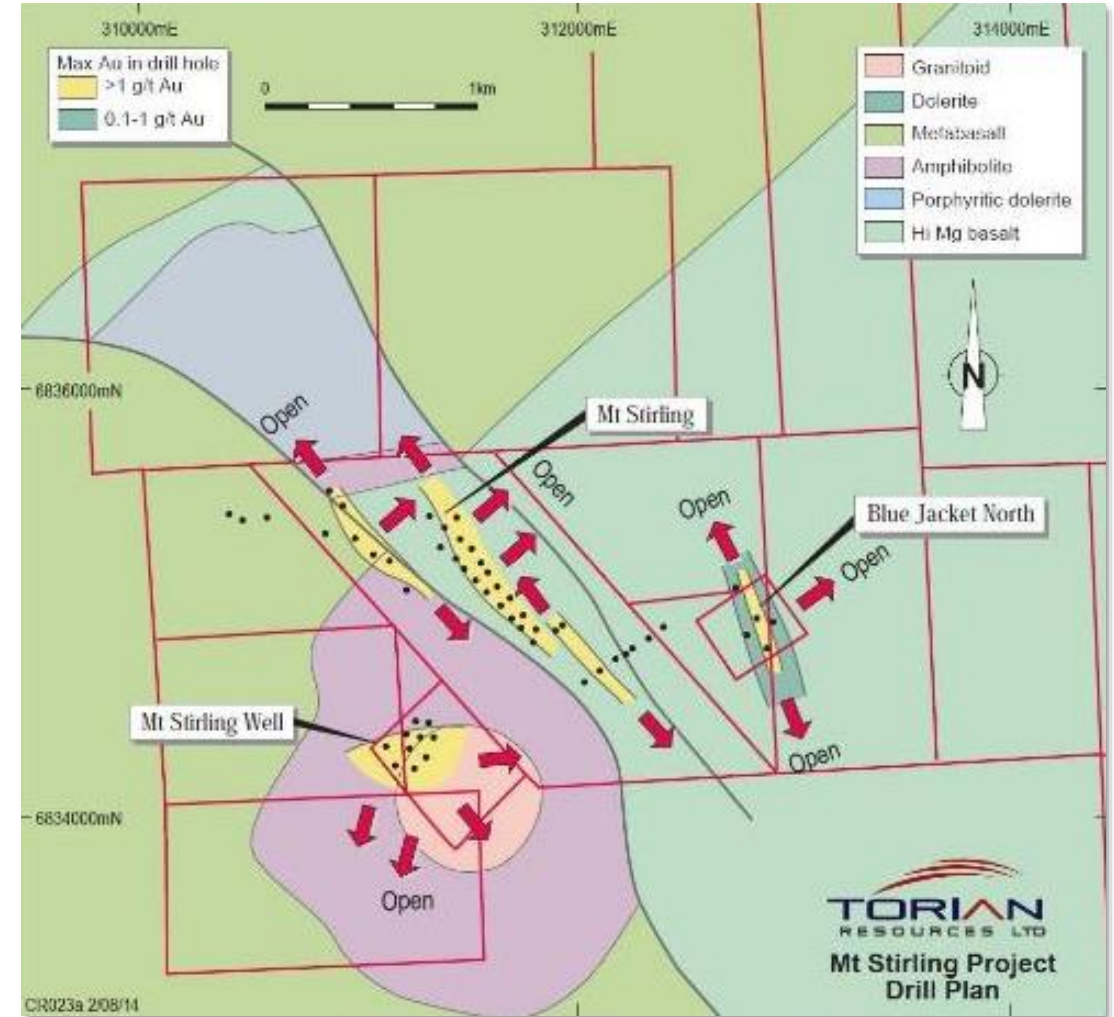 310000mE
312000mE
314000mE
Max Au in drill hole
>1 g/t Au
0.1-1 g/t Au
0
1km
Granitoid
Dolerite
Metabasalt
Amphibolite
Porphyritic dolerite
Hi Mg basalt
N
6836000mN
Open
Mt Stirling
Open
Open
Blue Jacket North
Open
Mt Stirling Well
Open
6834000mN
Open
TORIAN
RESOURCES LTD
Mt Stirling Project
Drill Plan
CR023a 2/08/14